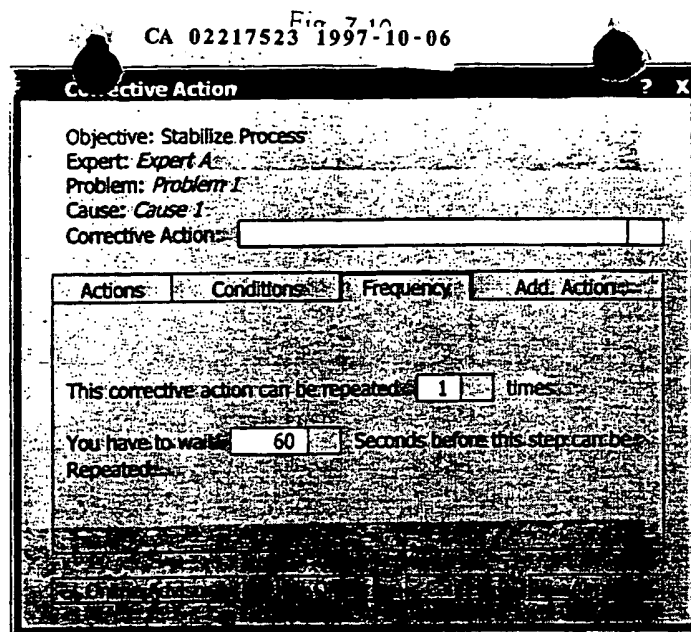 Fig. 7.10
CA 02217523 1997-10-06
Corrective Action ? X
Objective: Stabilize Process
Expert: Expert A
Problem: Problem 1
Cause: Cause 1
Corrective Action:
Actions Conditions Frequency Add. Action
This corrective action can be repeated 1 times
You have to wait 60 Seconds before this step can be
Repeated